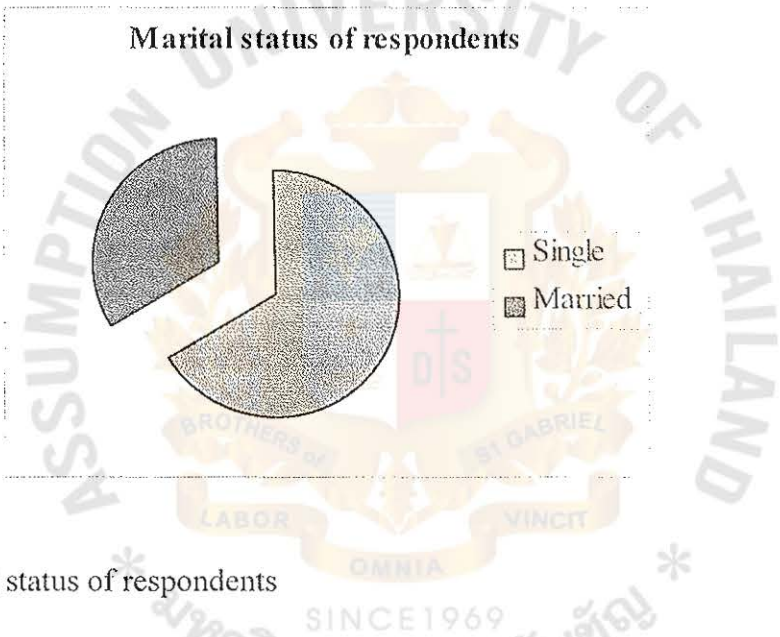 Marital status of respondents
Single
Married
status of respondents
ASSUMPTION UNIVERSITY OF THAILAND
D S
BROTHERS of
ST GABRIEL
LABOR
VINCIT
OMNIA
SINCE1969